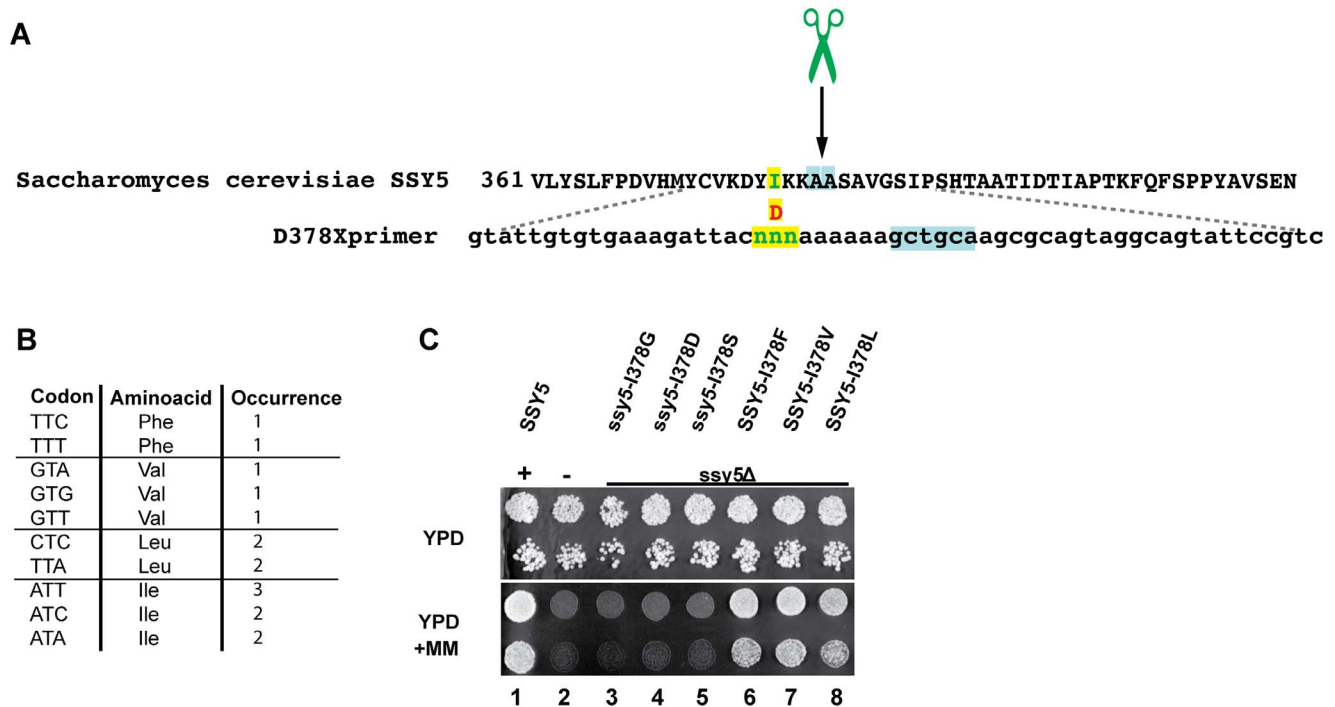 A
Saccharomyces cerevisiae SSY5 361 VLYSLFPDVHMYCVKDYIKKAASAVGSIPSHTAATIDTIAPTKFQFSPPYAVSEN
D
D378Xprimer gtattgtgtgaaagattacnnnaaaaaagctgcaagcgcagtaggcagtattccgtc
B
Codon Aminoacid Occurrence
TTC Phe 1
TTT Phe 1
GTA Val 1
GTG Val 1
GTT Val 1
CTC Leu 2
TTA Leu 2
ATT Ile 3
ATC Ile 2
ATA Ile 2
C
SSY5 ssy5-I378G ssy5-I378D ssy5-I378S SSY5-I378F SSY5-I378V SSY5-I378L
+ - ssy5Δ
YPD
YPD
+MM
1 2 3 4 5 6 7 8